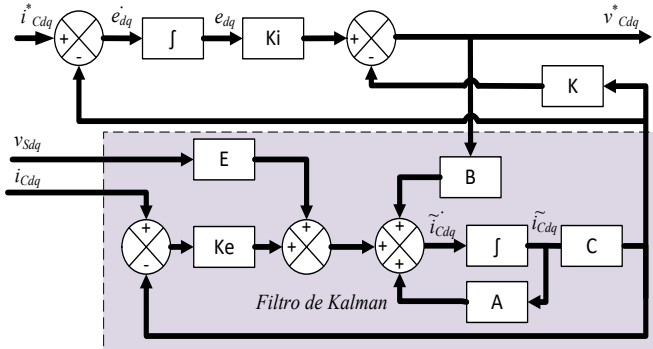 i*Cdq
ėdq
edq
v*Cdq
+
-
∫
Ki
+
-
K
vSdq
iCdq
E
B
+
-
Ke
+
+
+
+
+
ĩ̇Cdq
∫
ĩCdq
C
A
Filtro de Kalman